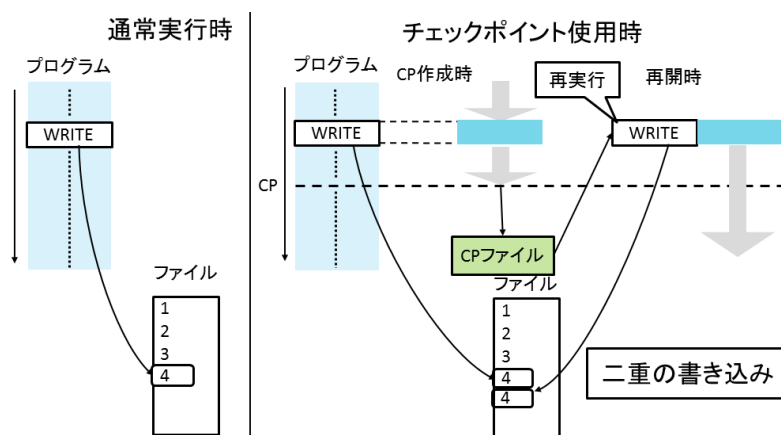 通常実行時
プログラム
WRITE
ファイル
1
2
3
4
チェックポイント使用時
プログラム
CP作成時
再実行
再開時
WRITE
WRITE
CP
CPファイル
ファイル
1
2
3
4
4
二重の書き込み